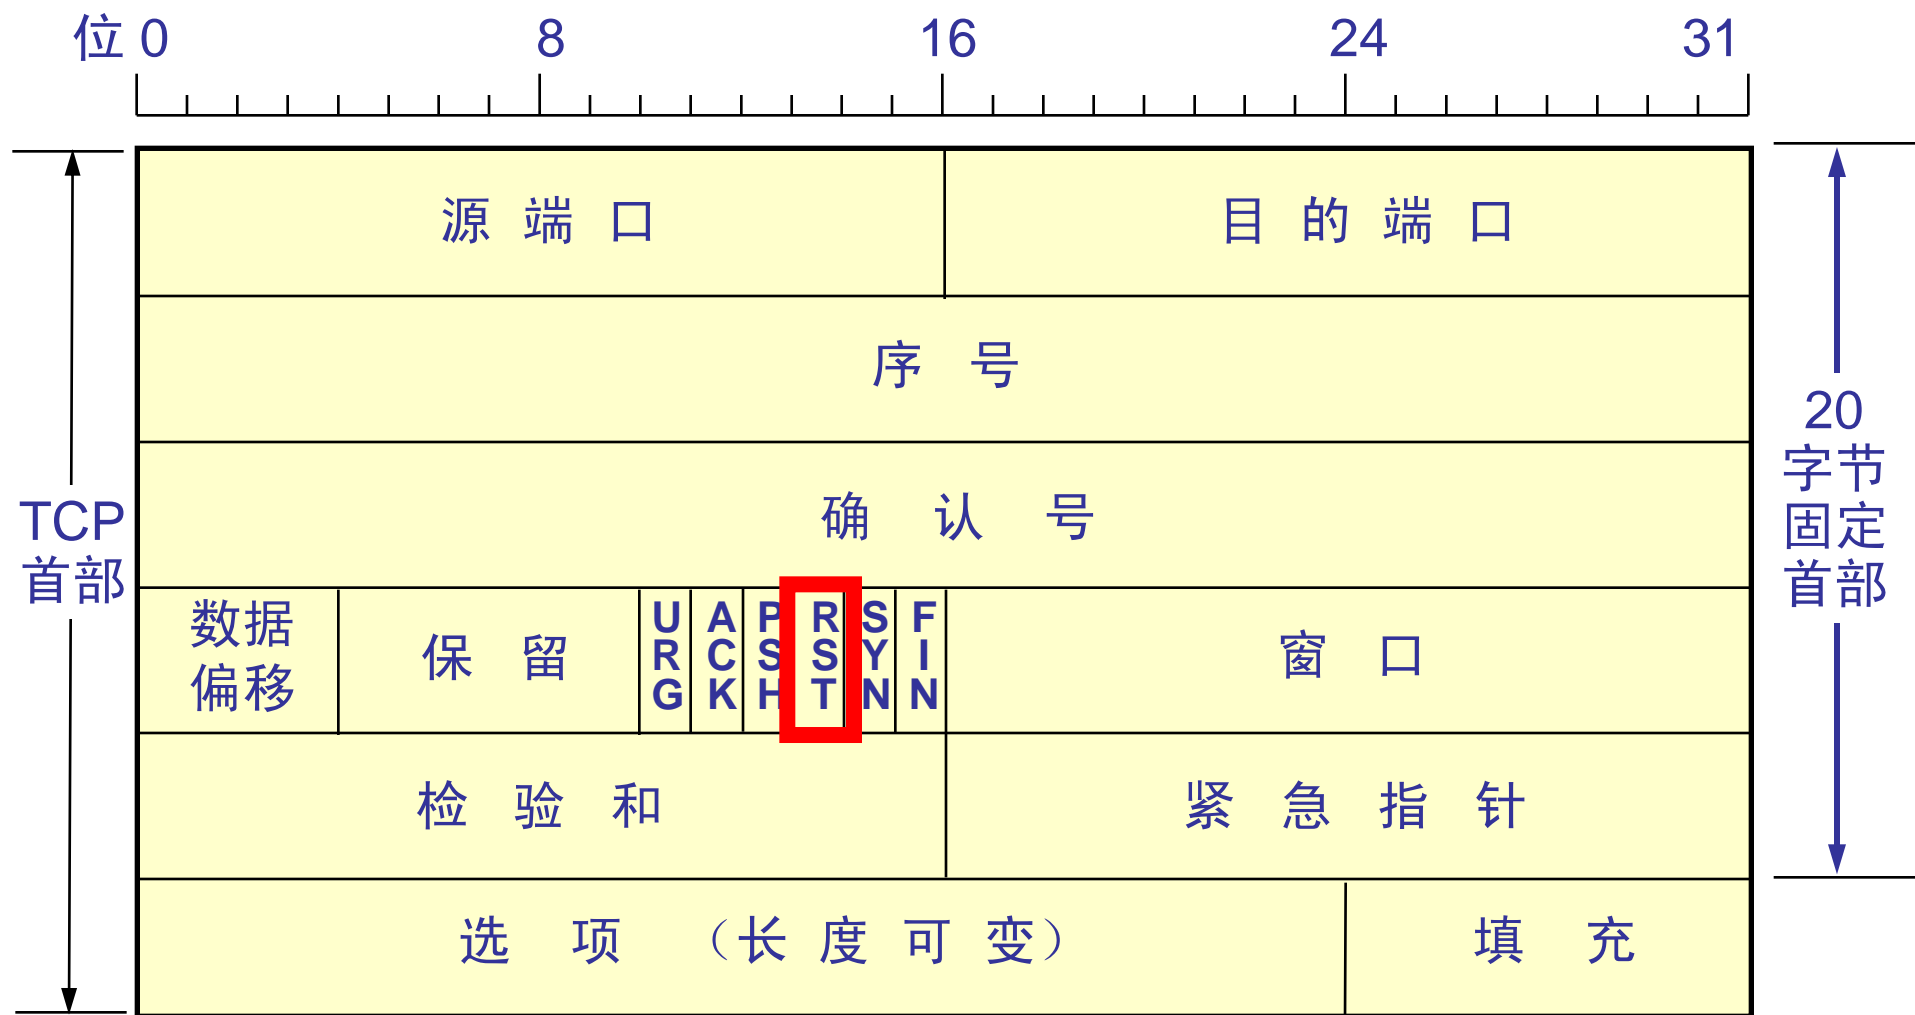 位 0 8 16 24 31
源 端 口 目 的 端 口
序 号
确 认 号
TCP
首部
20
字节
固定
首部
数据
偏移
保 留
URG
ACK
PSH
RST
SYN
FIN
窗 口
检 验 和 紧 急 指 针
选 项 （长 度 可 变） 填 充